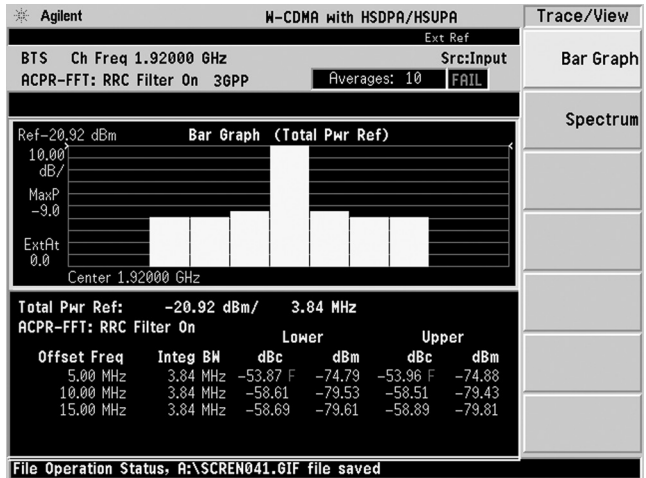 Agilent W-CDMA with HSDPA/HSUPA Trace/View
Ext Ref
BTS Ch Freq 1.92000 GHz Src:Input
ACPR-FFT: RRC Filter On 3GPP Averages: 10 FAIL
Bar Graph
Spectrum
Ref-20.92 dBm Bar Graph (Total Pwr Ref)
10.00
dB/
MaxP
-9.0
ExtAt
0.0
Center 1.92000 GHz
Total Pwr Ref: -20.92 dBm/ 3.84 MHz
ACPR-FFT: RRC Filter On
Lower Upper
Offset Freq Integ BW dBc dBm dBc dBm
5.00 MHz 3.84 MHz -53.87 F -74.79 -53.96 F -74.88
10.00 MHz 3.84 MHz -58.61 -79.53 -58.51 -79.43
15.00 MHz 3.84 MHz -58.69 -79.61 -58.89 -79.81
File Operation Status, A:\SCREN041.GIF file saved